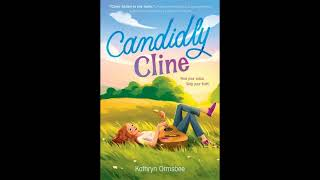 Candidly
Cline
Find your voice.
Sing your truth.
Kathryn Ormsbee